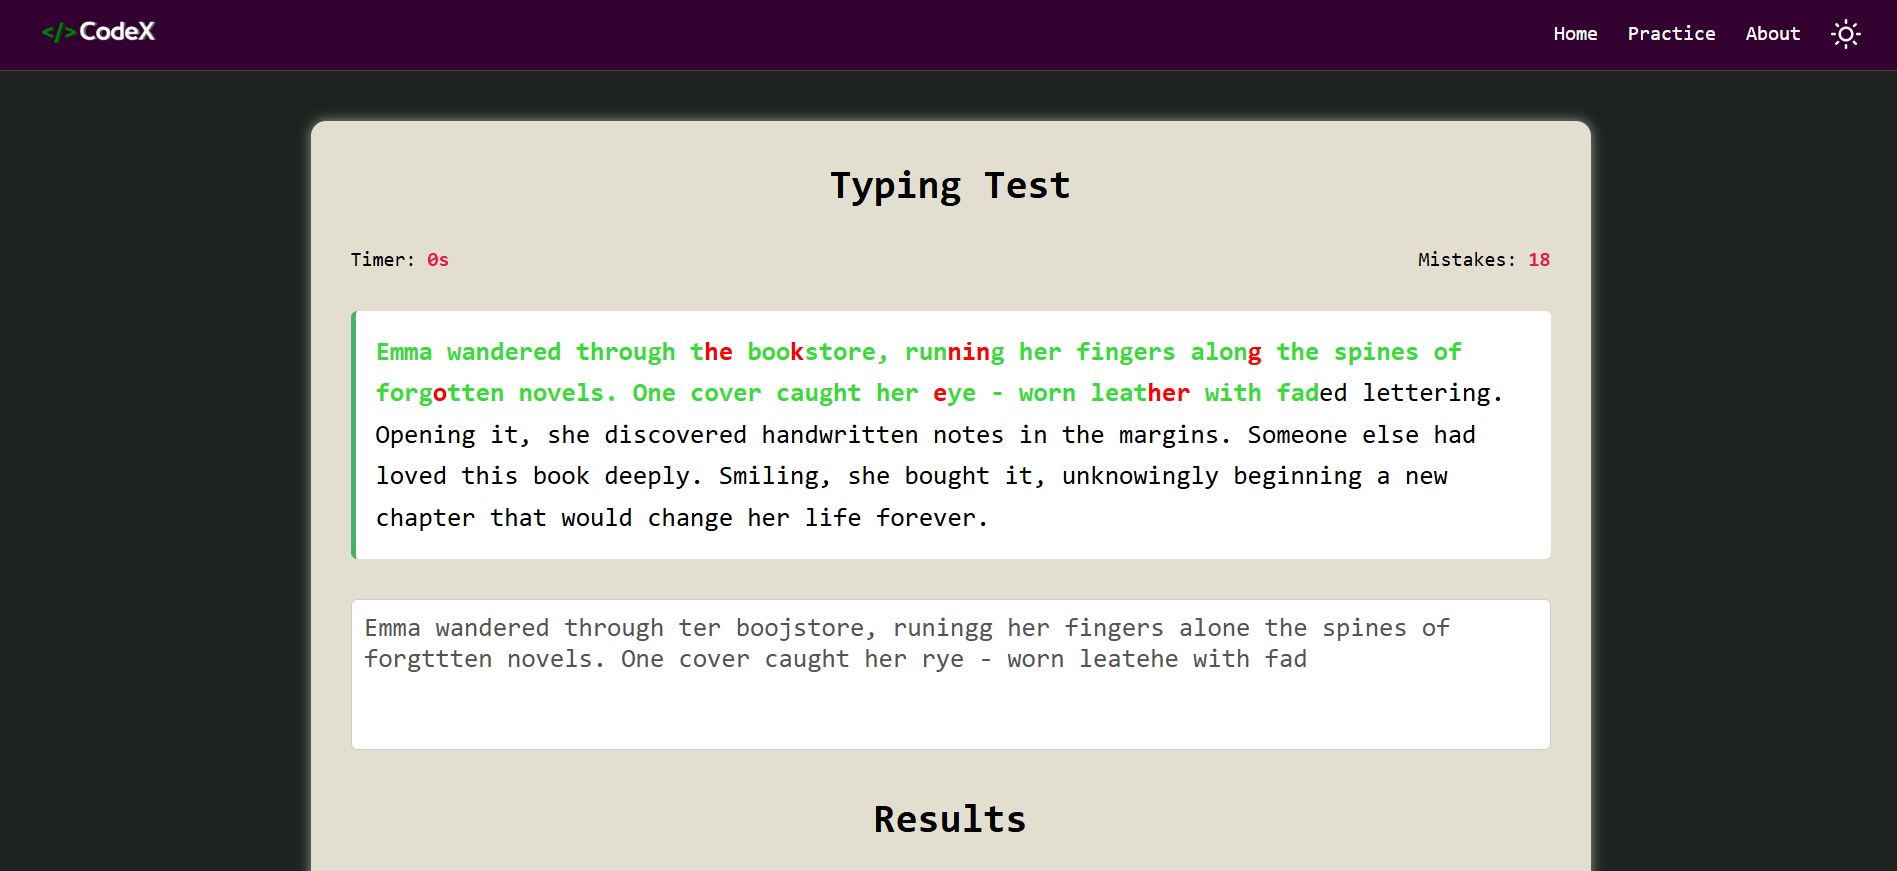 </>CodeX
Home Practice About
Typing Test
Timer: 0s
Mistakes: 18
Emma wandered through the bookstore, running her fingers along the spines of
forgotten novels. One cover caught her eye - worn leather with faded lettering.
Opening it, she discovered handwritten notes in the margins. Someone else had
loved this book deeply. Smiling, she bought it, unknowingly beginning a new
chapter that would change her life forever.
Emma wandered through ter boojstore, runingg her fingers alone the spines of
forgttten novels. One cover caught her rye - worn leatehe with fad
Results